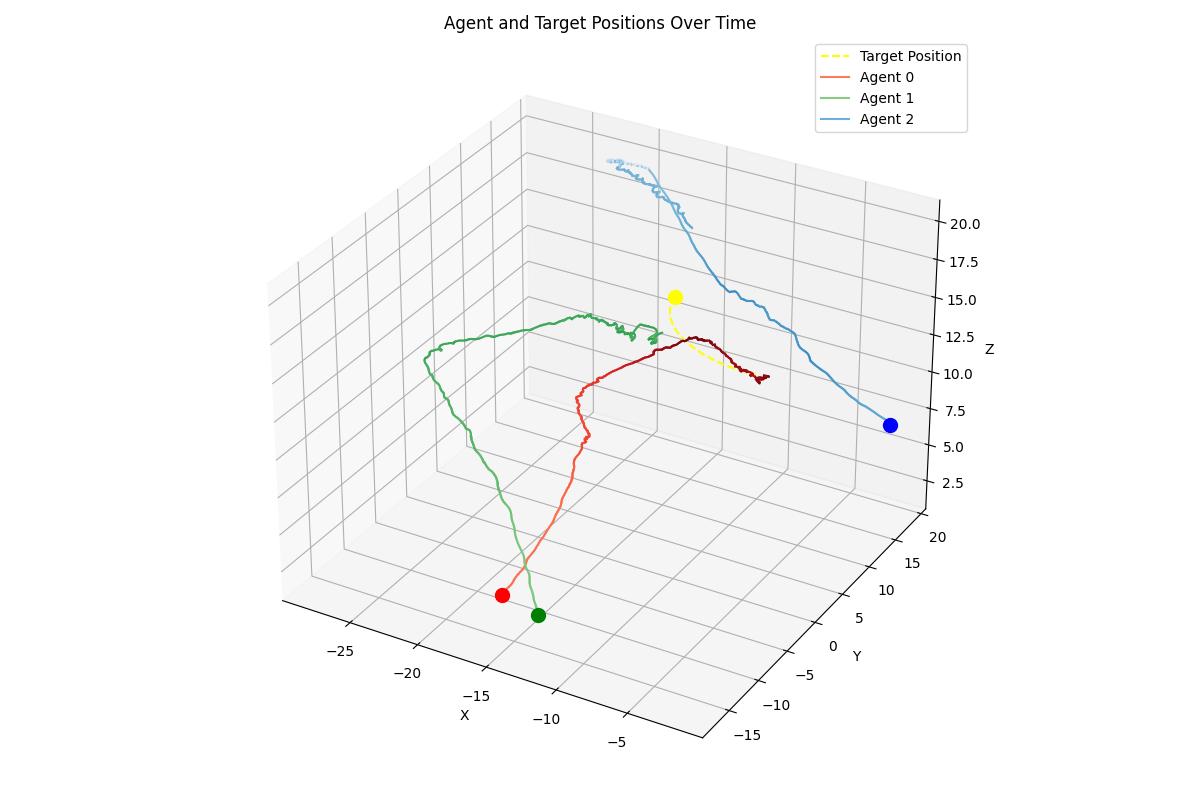 Agent and Target Positions Over Time
Target Position
Agent 0
Agent 1
Agent 2
20.0
17.5
15.0
12.5
10.0
7.5
5.0
2.5
Z
20
15
10
5
0
−5
−10
−15
Y
−25
−20
−15
−10
−5
X